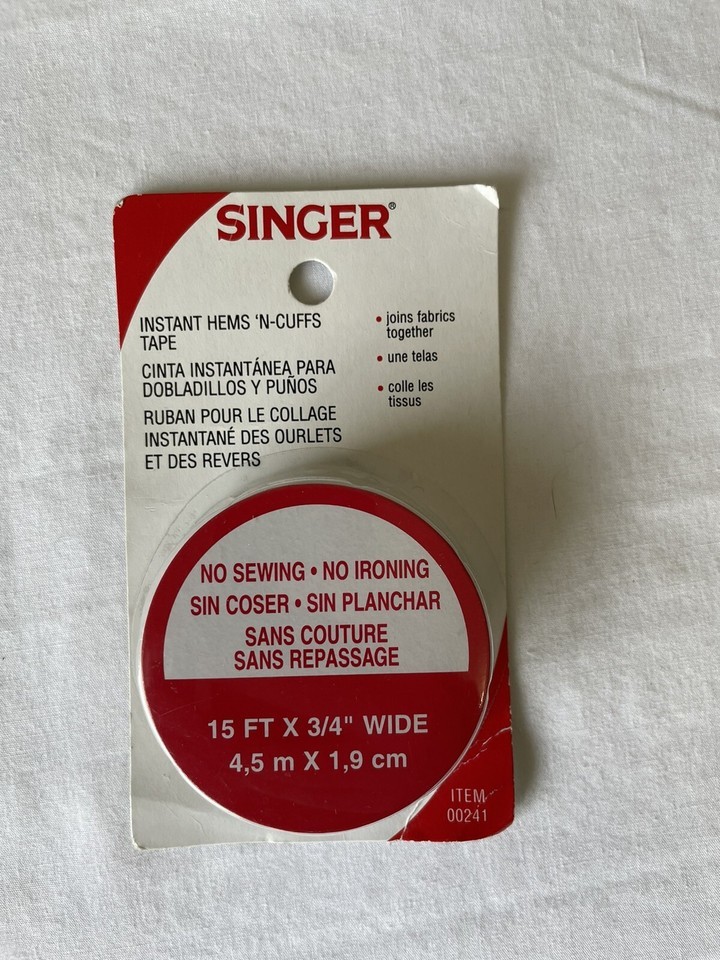 SINGER®
INSTANT HEMS 'N-CUFFS
TAPE
CINTA INSTANTÁNEA PARA
DOBLADILLOS Y PUÑOS
RUBAN POUR LE COLLAGE
INSTANTANÉ DES OURLETS
ET DES REVERS
• joins fabrics
together
• une telas
• colle les
tissus
NO SEWING • NO IRONING
SIN COSER • SIN PLANCHAR
SANS COUTURE
SANS REPASSAGE
15 FT X 3/4" WIDE
4,5 m X 1,9 cm
ITEM
00241